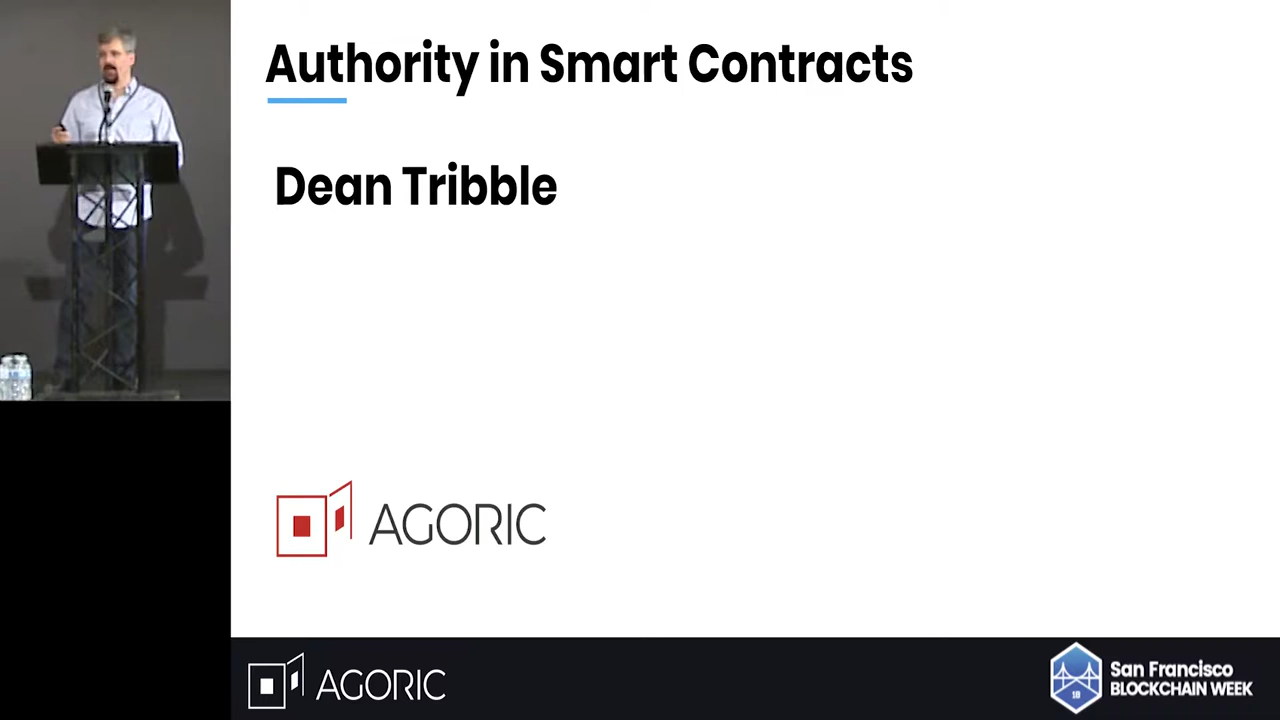 Authority in Smart Contracts
Dean Tribble
AGORIC
AGORIC
San Francisco
BLOCKCHAIN WEEK